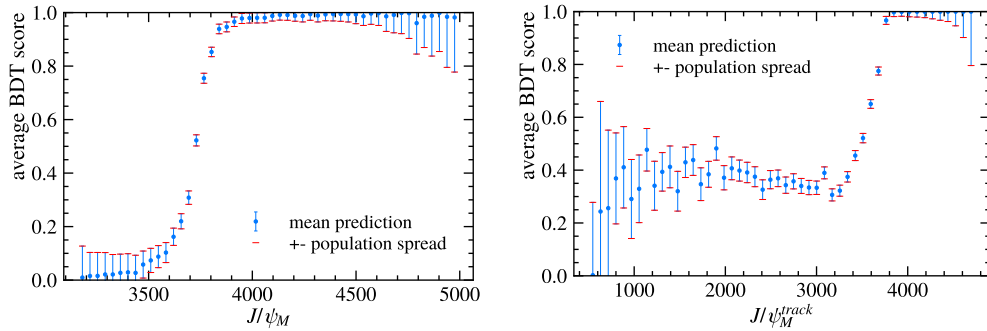 1.0
0.8
0.6
0.4
0.2
0.0
average BDT score
mean prediction
+- population spread
3500
4000
4500
5000
J/ψ_M
1.0
0.8
0.6
0.4
0.2
0.0
average BDT score
mean prediction
+- population spread
1000
2000
3000
4000
J/ψ_M^track